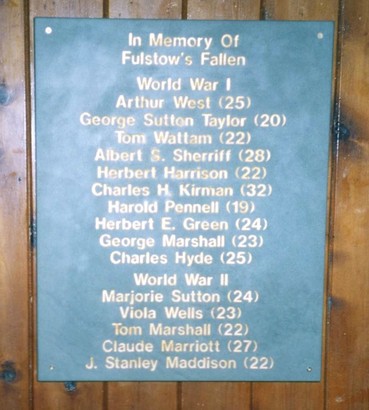 In Memory Of
Fulstow's Fallen
World War I
Arthur West (25)
George Sutton Taylor (20)
Tom Wattam (22)
Albert S. Sherriff (28)
Herbert Harrison (22)
Charles H. Kirman (32)
Harold Pennell (19)
Herbert E. Green (24)
George Marshall (23)
Charles Hyde (25)
World War II
Marjorie Sutton (24)
Viola Wells (23)
Tom Marshall (22)
Claude Marriott (27)
J. Stanley Maddison (22)